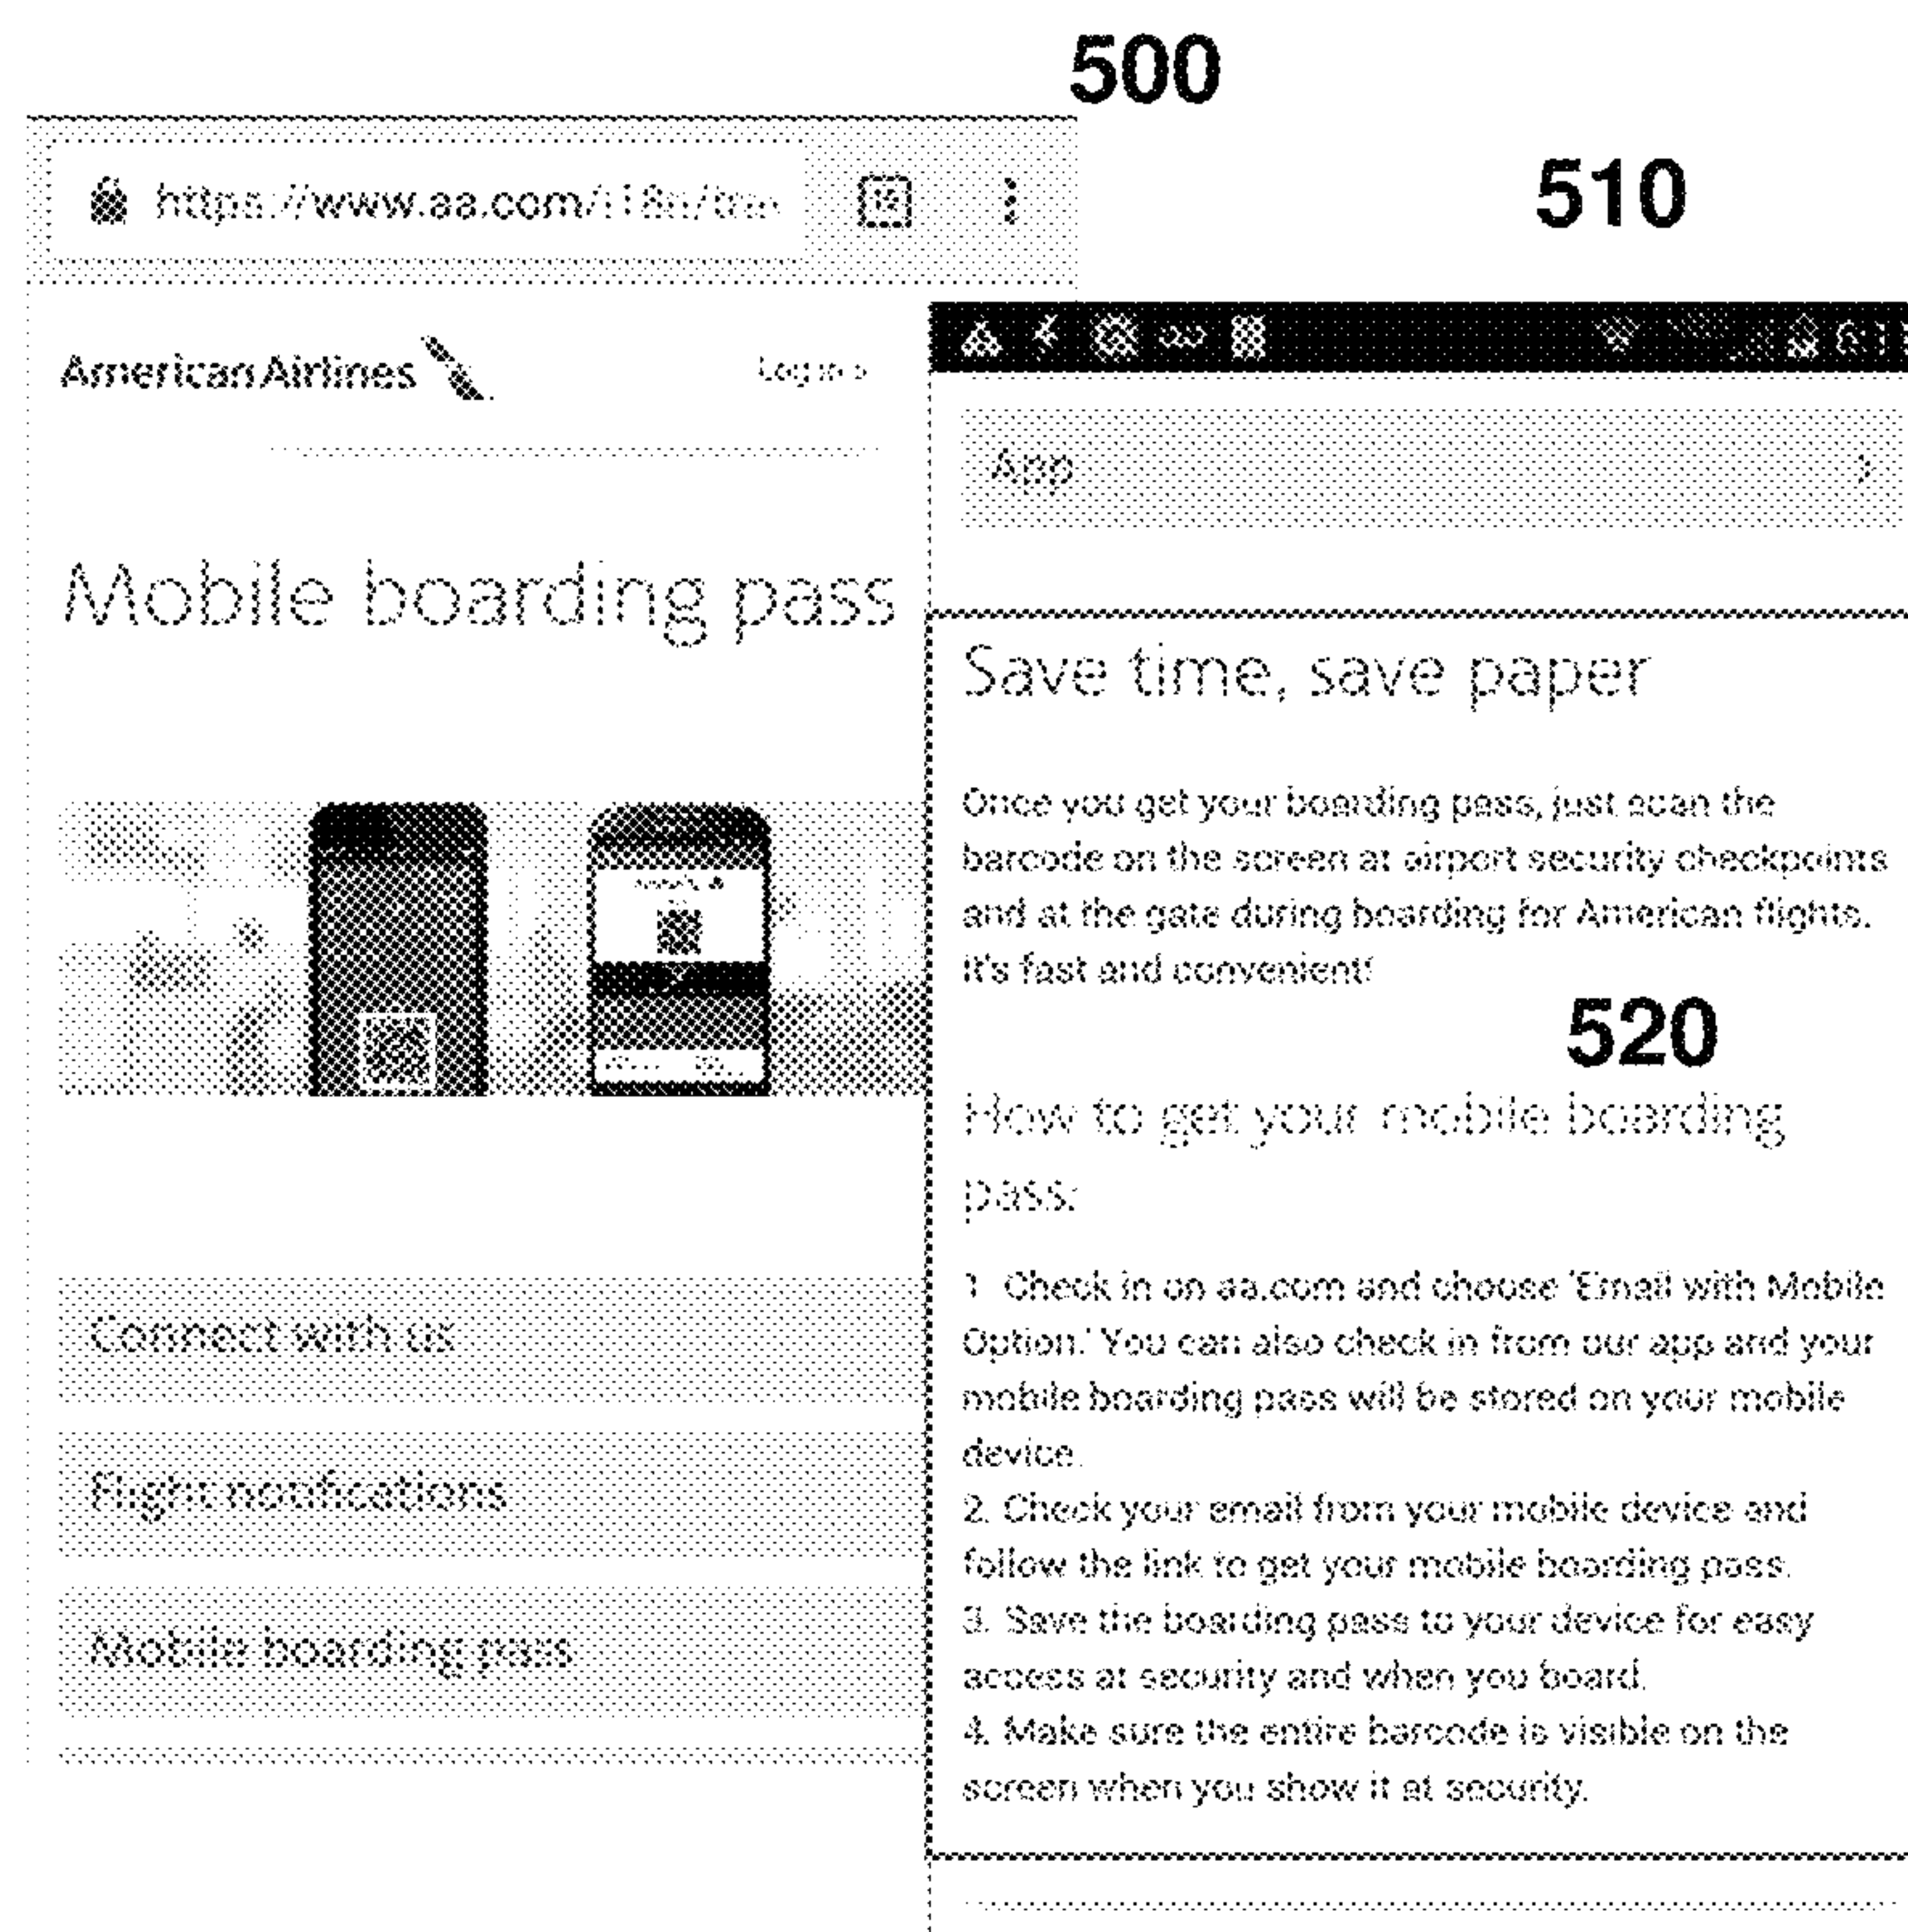 500
510
https://www.aa.com/i18n/trav
AmericanAirlines
Log in »
Mobile boarding pass
Connect with us
Flight notifications
Mobile boarding pass
App
Save time, save paper
Once you get your boarding pass, just scan the
barcode on the screen at airport security checkpoints
and at the gate during boarding for American flights.
It's fast and convenient!
520
How to get your mobile boarding
pass:
1 Check in on aa.com and choose 'Email with Mobile
Option.' You can also check in from our app and your
mobile boarding pass will be stored on your mobile
device.
2. Check your email from your mobile device and
follow the link to get your mobile boarding pass.
3. Save the boarding pass to your device for easy
access at security and when you board.
4. Make sure the entire barcode is visible on the
screen when you show it at security.